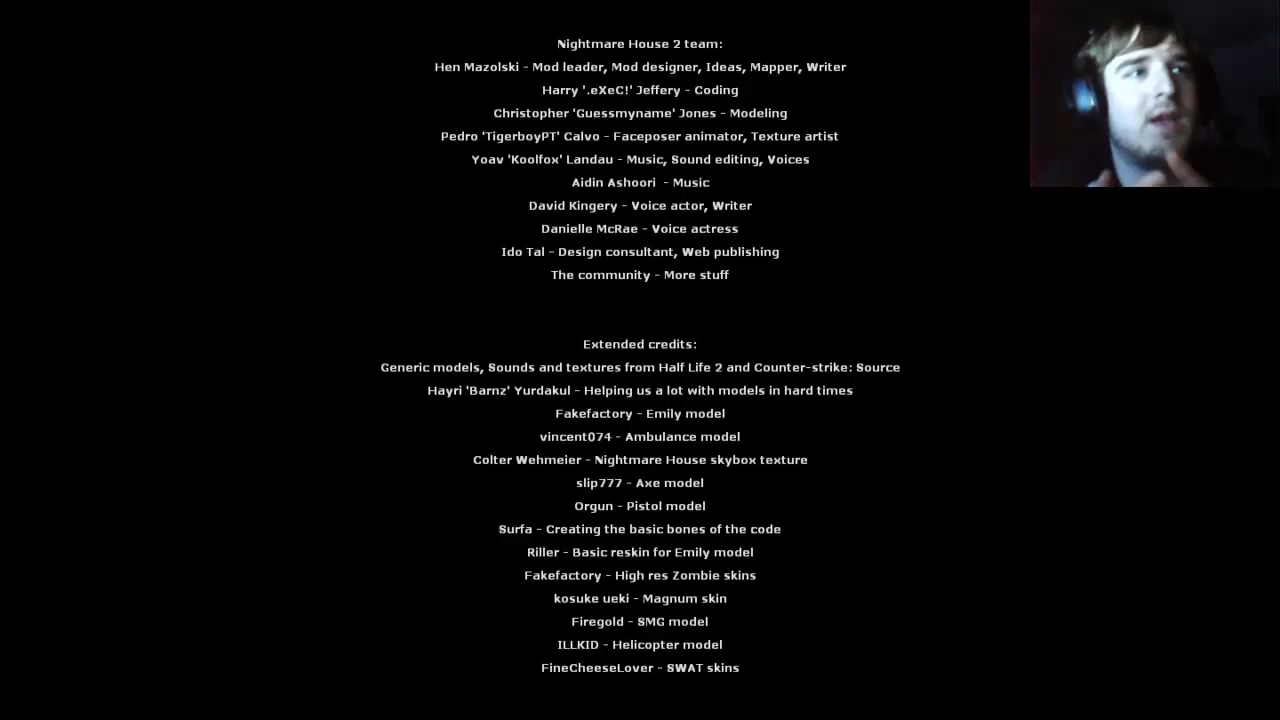 Nightmare House 2 team:
Hen Mazolski - Mod leader, Mod designer, Ideas, Mapper, Writer
Harry '.eXeC!' Jeffery - Coding
Christopher 'Guessmyname' Jones - Modeling
Pedro 'TigerboyPT' Calvo - Faceposer animator, Texture artist
Yoav 'Koolfox' Landau - Music, Sound editing, Voices
Aidin Ashoori  - Music
David Kingery - Voice actor, Writer
Danielle McRae - Voice actress
Ido Tal - Design consultant, Web publishing
The community - More stuff
Extended credits:
Generic models, Sounds and textures from Half Life 2 and Counter-strike: Source
Hayri 'Barnz' Yurdakul - Helping us a lot with models in hard times
Fakefactory - Emily model
vincent074 - Ambulance model
Colter Wehmeier - Nightmare House skybox texture
slip777 - Axe model
Orgun - Pistol model
Surfa - Creating the basic bones of the code
Riller - Basic reskin for Emily model
Fakefactory - High res Zombie skins
kosuke ueki - Magnum skin
Firegold - SMG model
ILLKID - Helicopter model
FineCheeseLover - SWAT skins